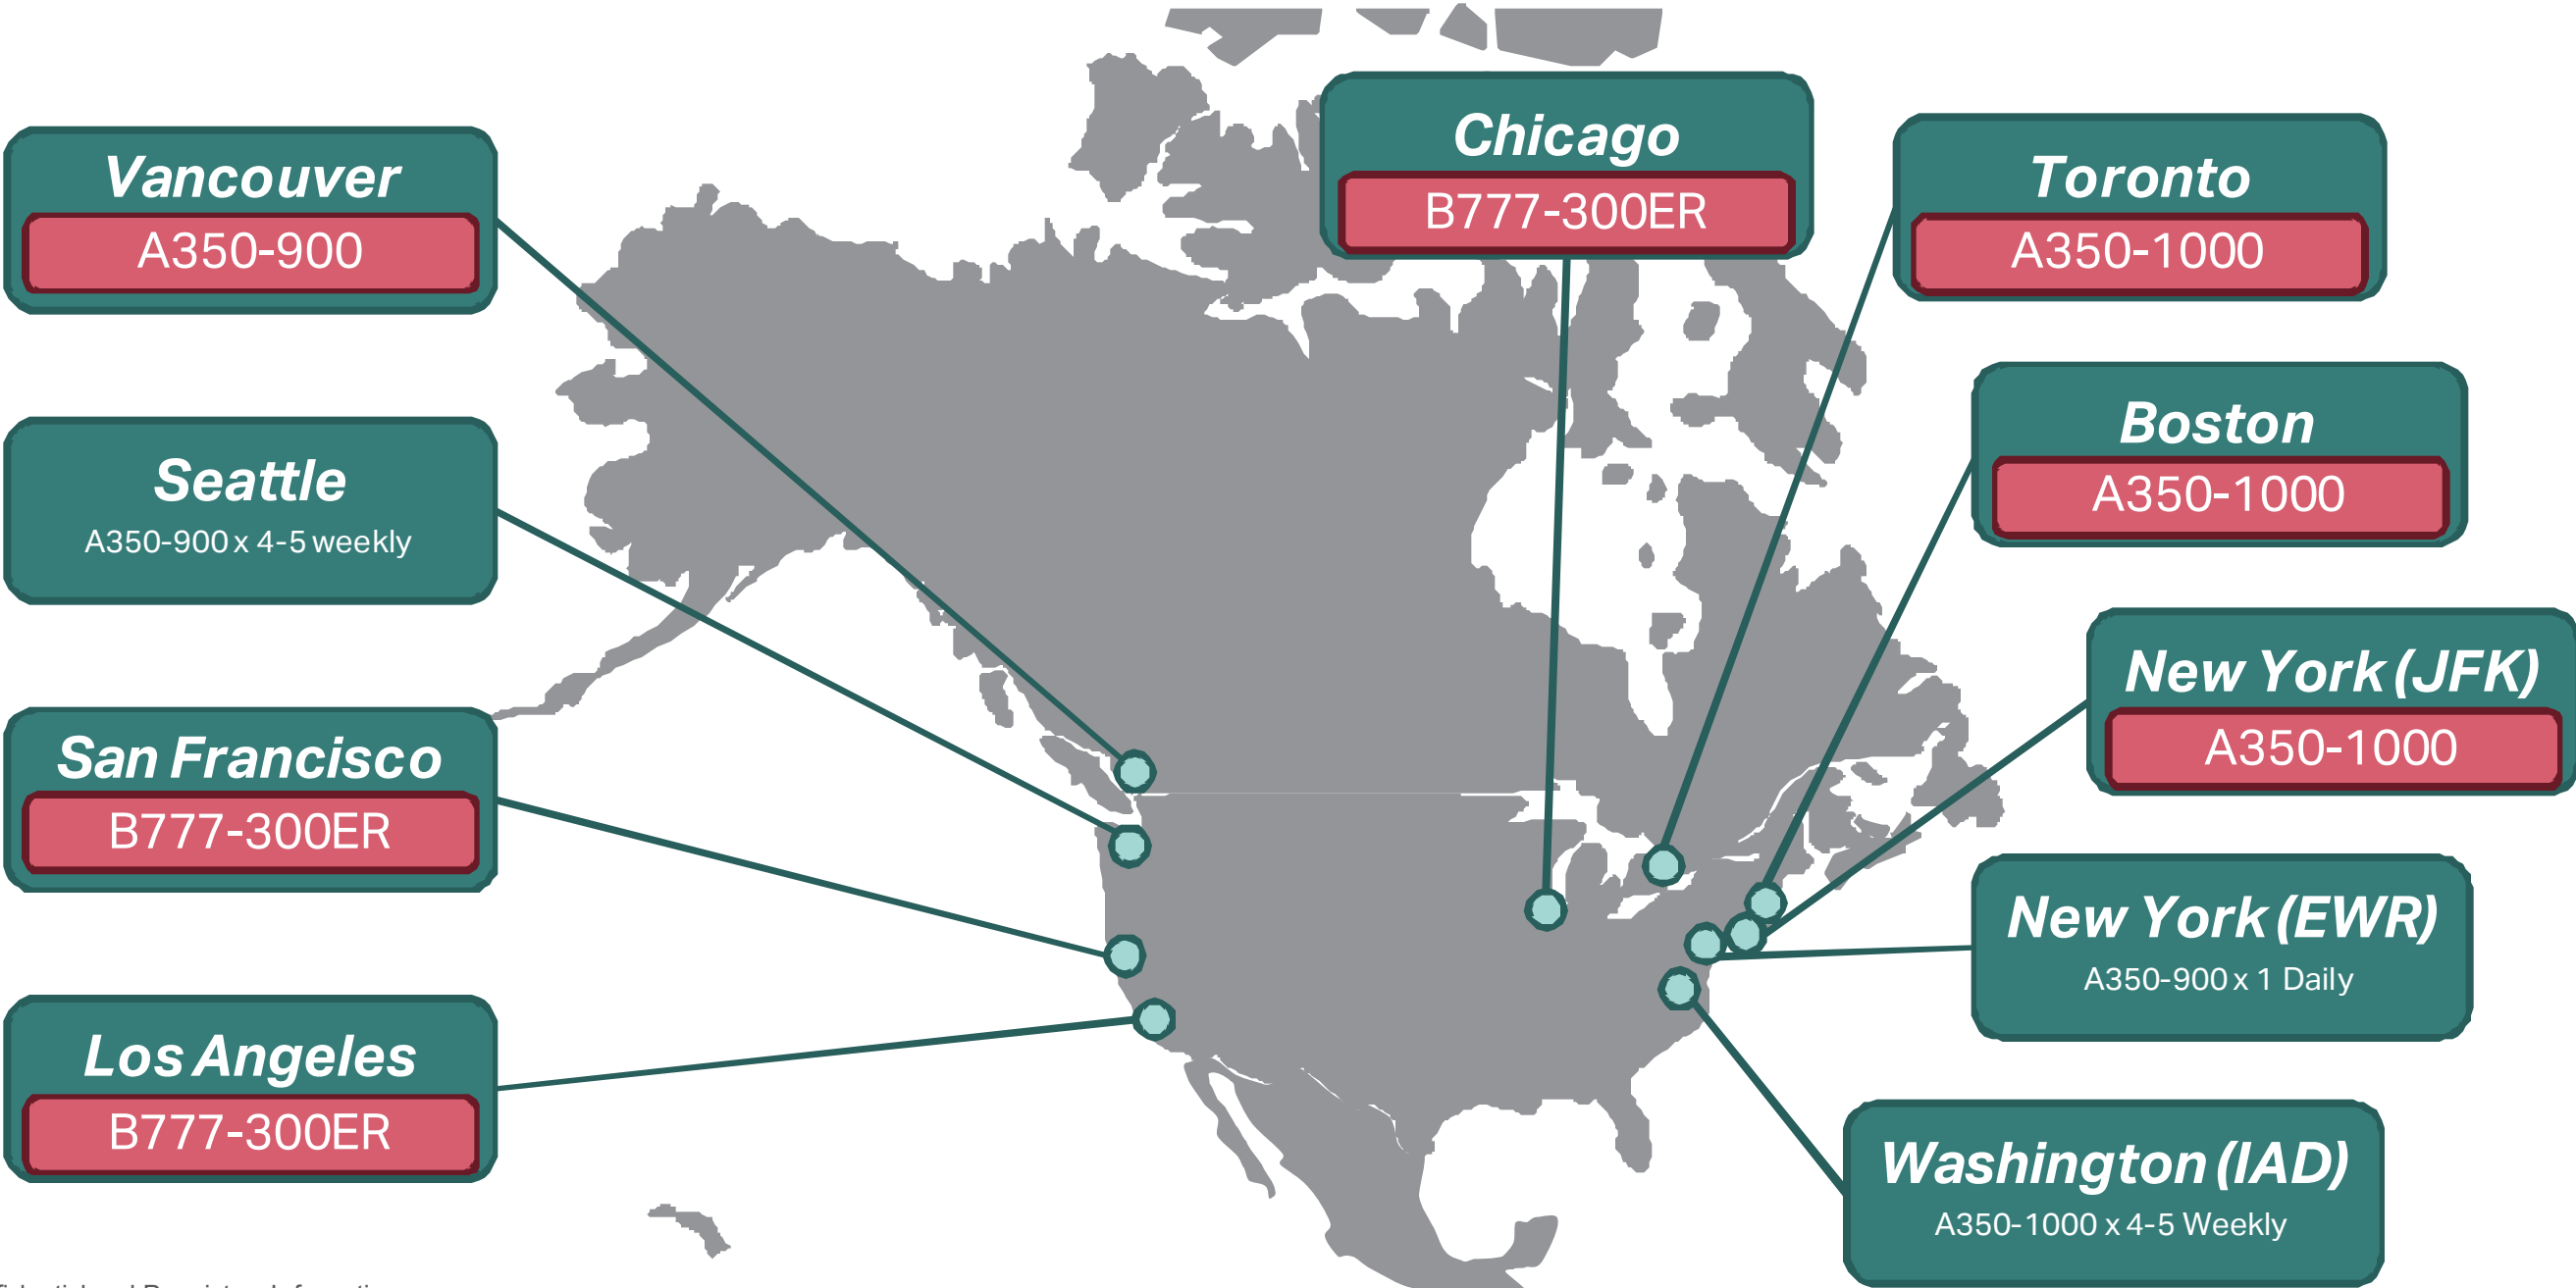 Vancouver
A350-900
Seattle
A350-900 x 4-5 weekly
San Francisco
B777-300ER
Los Angeles
B777-300ER
Chicago
B777-300ER
Toronto
A350-1000
Boston
A350-1000
New York (JFK)
A350-1000
New York (EWR)
A350-900 x 1 Daily
Washington (IAD)
A350-1000 x 4-5 Weekly